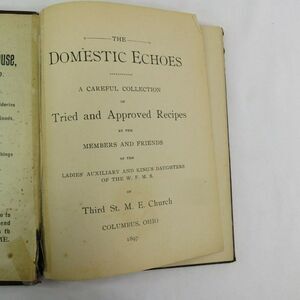 use,
THE
DOMESTIC ECHOES
A CAREFUL COLLECTION
OF
Tried and Approved Recipes
BY THE
MEMBERS AND FRIENDS
OF THE
LADIES' AUXILIARY AND KING'S DAUGHTERS
OF THE W. F. M. S.
OF
Third St. M. E. Church
COLUMBUS, OHIO
1897